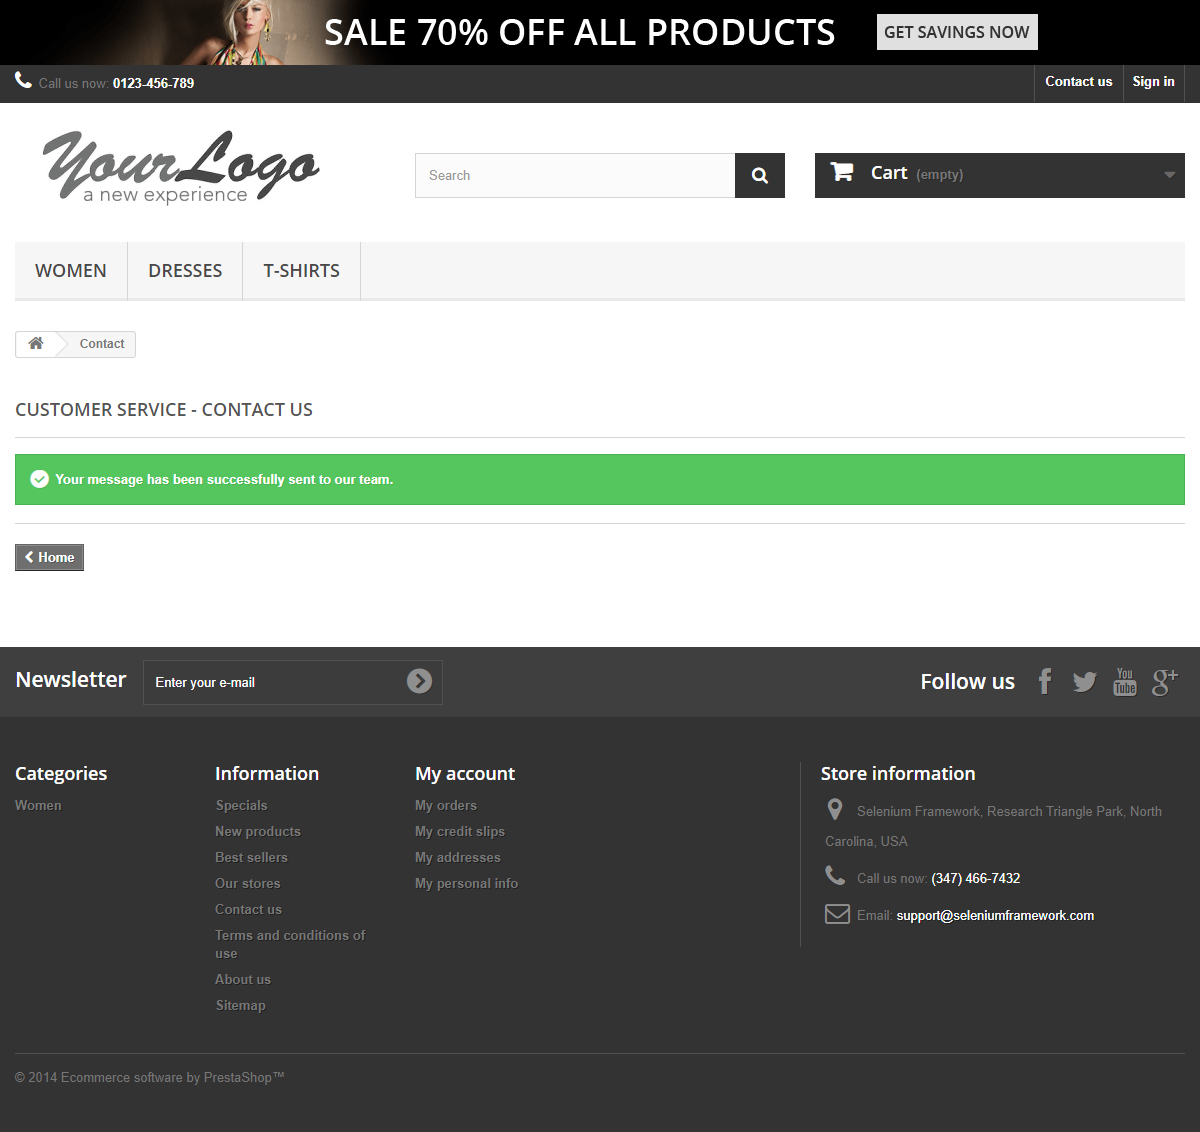 SALE 70% OFF ALL PRODUCTS
GET SAVINGS NOW
Call us now: 0123-456-789
Contact us
Sign in
YourLogo
a new experience
Search
Cart (empty)
WOMEN
DRESSES
T-SHIRTS
Contact
CUSTOMER SERVICE - CONTACT US
Your message has been successfully sent to our team.
Home
Newsletter
Enter your e-mail
Follow us
You
Tube
g+
Categories
Women
Information
Specials
New products
Best sellers
Our stores
Contact us
Terms and conditions of
use
About us
Sitemap
My account
My orders
My credit slips
My addresses
My personal info
Store information
Selenium Framework, Research Triangle Park, North
Carolina, USA
Call us now: (347) 466-7432
Email: support@seleniumframework.com
© 2014 Ecommerce software by PrestaShop™